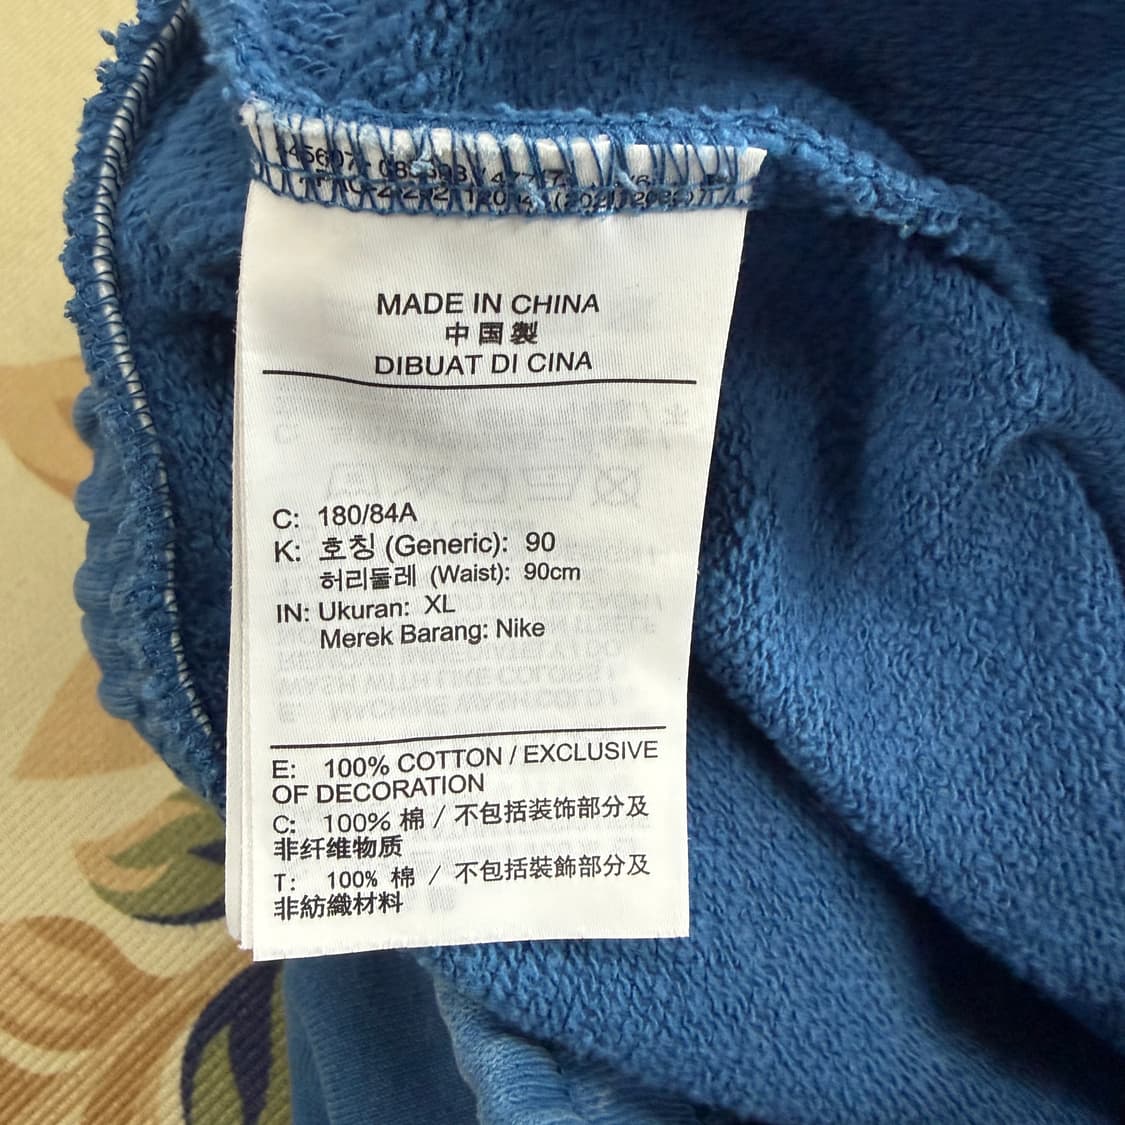 MADE IN CHINA
中国製
DIBUAT DI CINA
C: 180/84A
K: 호칭 (Generic): 90
허리둘레 (Waist): 90cm
IN: Ukuran: XL
Merek Barang: Nike
E: 100% COTTON / EXCLUSIVE
OF DECORATION
C: 100% 棉 / 不包括装饰部分及
非纤维物质
T: 100% 棉 / 不包括裝飾部分及
非紡織材料